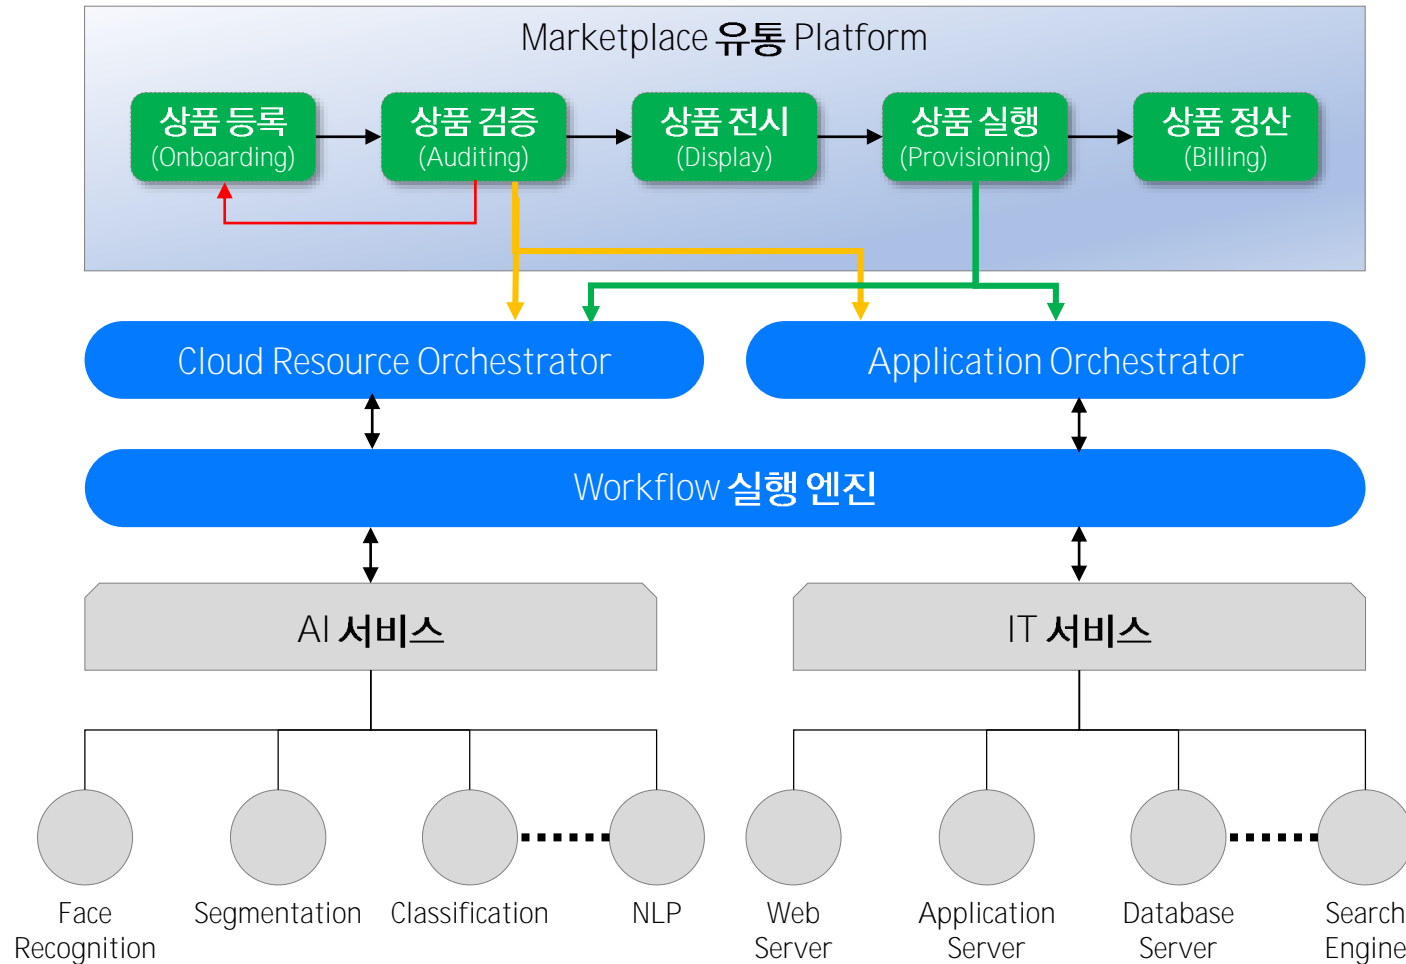 Marketplace 유통 Platform
상품 등록
(Onboarding)
상품 검증
(Auditing)
상품 전시
(Display)
상품 실행
(Provisioning)
상품 정산
(Billing)
Cloud Resource Orchestrator
Application Orchestrator
Workflow 실행 엔진
AI 서비스
IT 서비스
Face
Recognition
Segmentation
Classification
NLP
Web
Server
Application
Server
Database
Server
Search
Engine